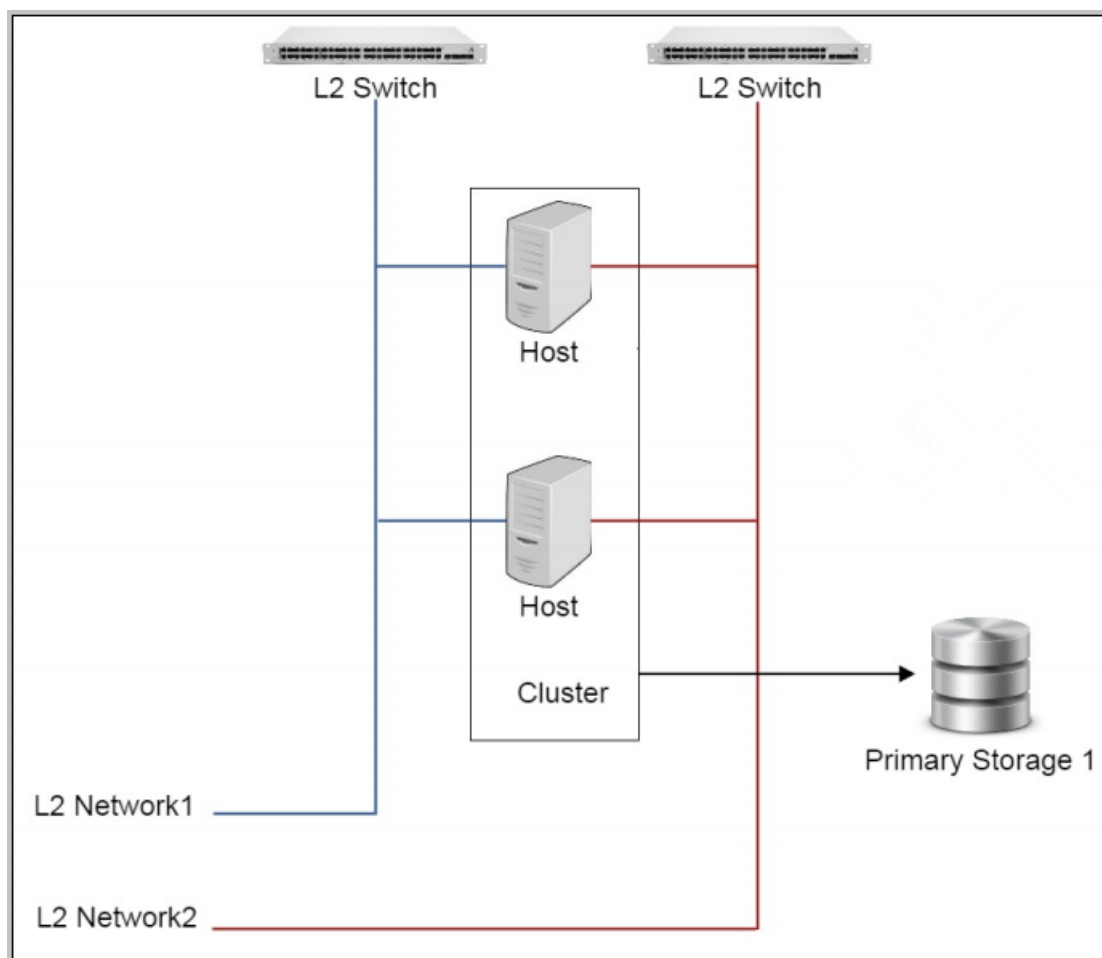 L2 Switch
L2 Switch
Host
Host
Cluster
Primary Storage 1
L2 Network1
L2 Network2